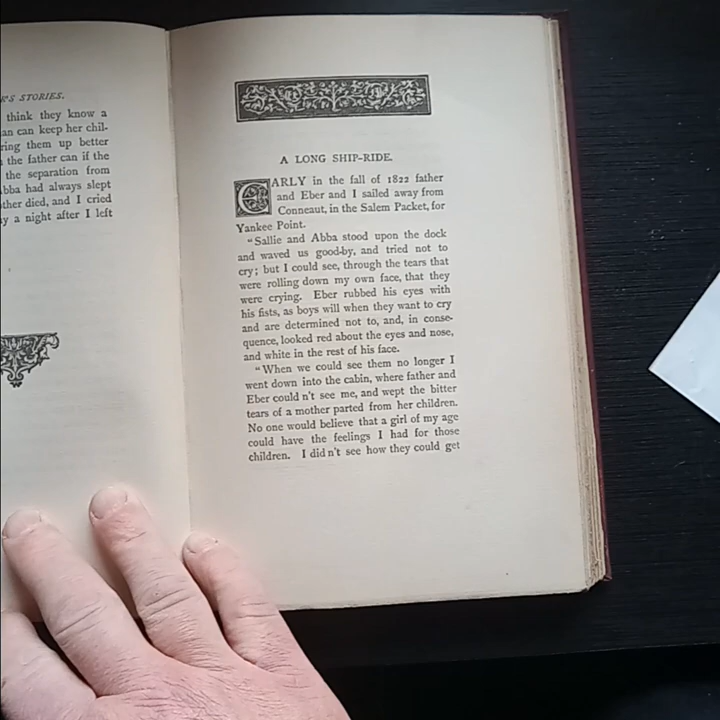 R'S STORIES.
think they know a
an can keep her chil-
ring them up better
the father can if the
the separation from
bba had always slept
ther died, and I cried
y a night after I left
A LONG SHIP-RIDE.
EARLY in the fall of 1822 father
and Eber and I sailed away from
Conneaut, in the Salem Packet, for
Yankee Point.
"Sallie and Abba stood upon the dock
and waved us good-by, and tried not to
cry; but I could see, through the tears that
were rolling down my own face, that they
were crying. Eber rubbed his eyes with
his fists, as boys will when they want to cry
and are determined not to, and, in conse-
quence, looked red about the eyes and nose,
and white in the rest of his face.
"When we could see them no longer I
went down into the cabin, where father and
Eber could n't see me, and wept the bitter
tears of a mother parted from her children.
No one would believe that a girl of my age
could have the feelings I had for those
children. I did n't see how they could get